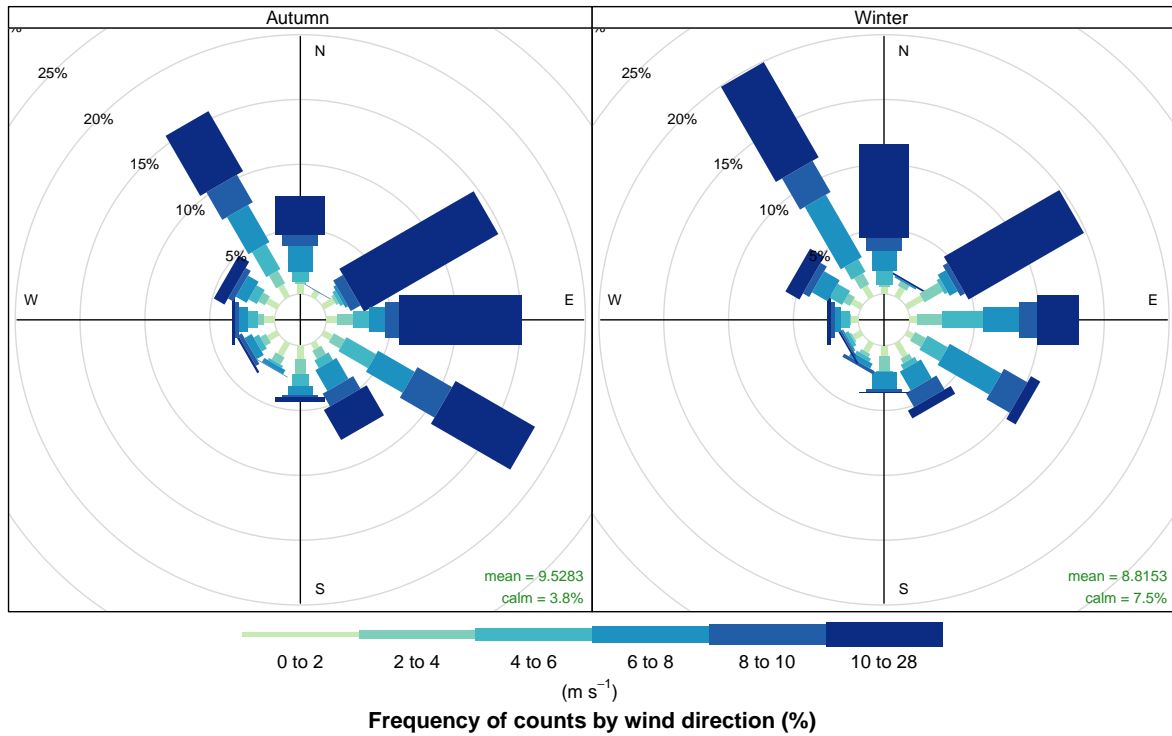 Autumn
Winter
%
%
25%
20%
15%
10%
5%
N
W
E
S
mean = 9.5283
calm = 3.8%
25%
20%
15%
10%
5%
N
W
E
S
mean = 8.8153
calm = 7.5%
0 to 2 2 to 4 4 to 6 6 to 8 8 to 10 10 to 28
(m s⁻¹)
Frequency of counts by wind direction (%)